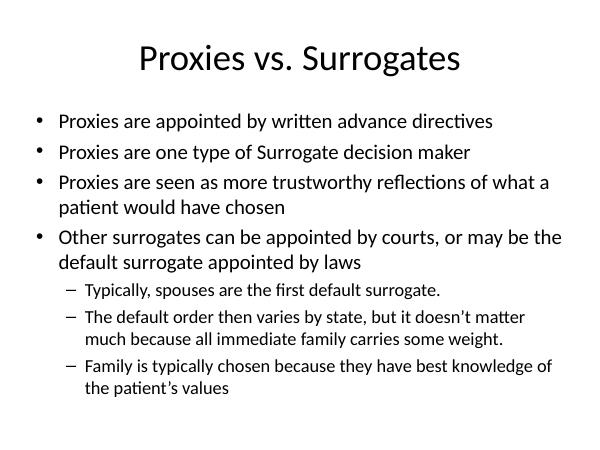 Proxies vs. Surrogates
• Proxies are appointed by written advance directives
• Proxies are one type of Surrogate decision maker
• Proxies are seen as more trustworthy reflections of what a
patient would have chosen
• Other surrogates can be appointed by courts, or may be the
default surrogate appointed by laws
– Typically, spouses are the first default surrogate.
– The default order then varies by state, but it doesn’t matter
much because all immediate family carries some weight.
– Family is typically chosen because they have best knowledge of
the patient’s values